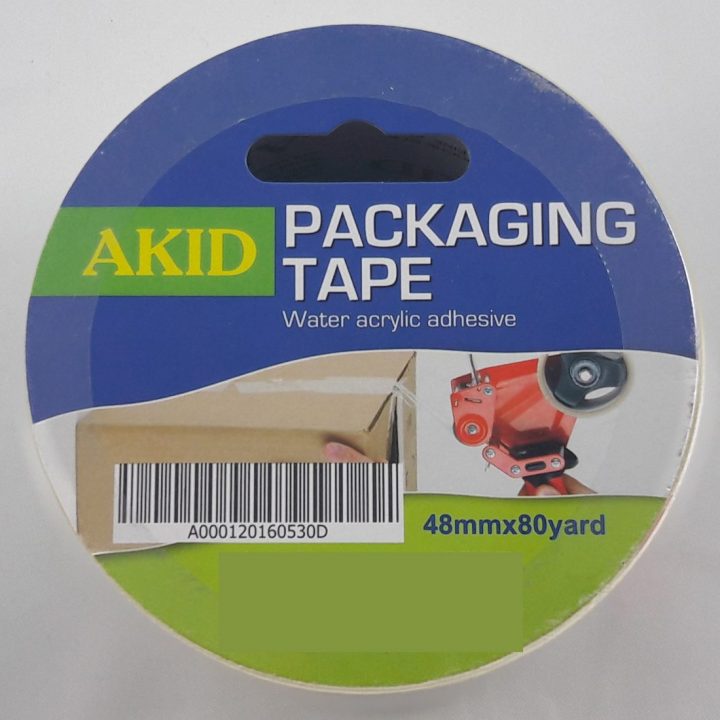 AKID
PACKAGING
TAPE
Water acrylic adhesive
A000120160530D
48mmx80yard